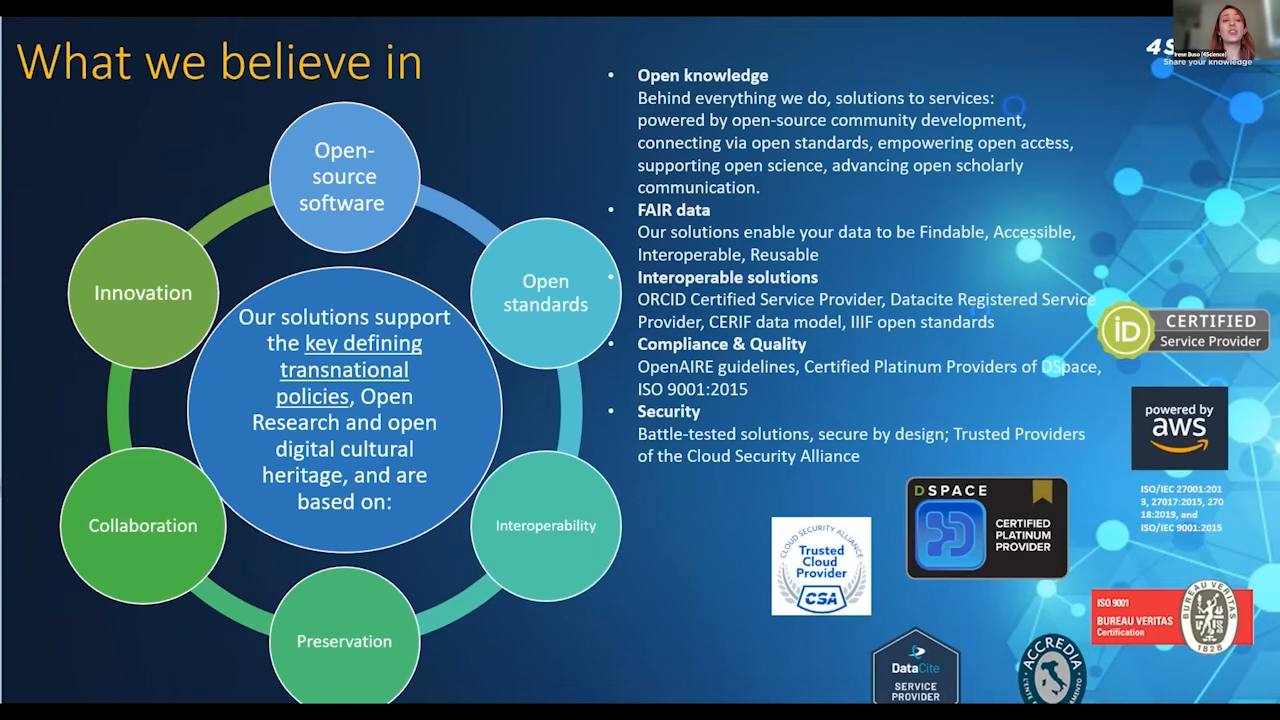 What we believe in
Open-
source
software
Open
standards
Interoperability
Preservation
Collaboration
Innovation
Our solutions support
the key defining
transnational
policies, Open
Research and open
digital cultural
heritage, and are
based on:
• Open knowledge
Behind everything we do, solutions to services:
powered by open-source community development,
connecting via open standards, empowering open access,
supporting open science, advancing open scholarly
communication.
• FAIR data
Our solutions enable your data to be Findable, Accessible,
Interoperable, Reusable
• Interoperable solutions
ORCID Certified Service Provider, Datacite Registered Service
Provider, CERIF data model, IIIF open standards
• Compliance & Quality
OpenAIRE guidelines, Certified Platinum Providers of DSpace,
ISO 9001:2015
• Security
Battle-tested solutions, secure by design; Trusted Providers
of the Cloud Security Alliance
Irene Buso (4Science)
Share your knowledge
iD
CERTIFIED
Service Provider
powered by
aws
ISO/IEC 27001:201
3, 27017:2015, 270
18:2019, and
ISO/IEC 9001:2015
DSPACE
CERTIFIED
PLATINUM
PROVIDER
CLOUD SECURITY ALLIANCE
Trusted
Cloud
Provider
CSA
ISO 9001
BUREAU VERITAS
Certification
BUREAU VERITAS
1828
DataCite
SERVICE
PROVIDER
ACCREDIA